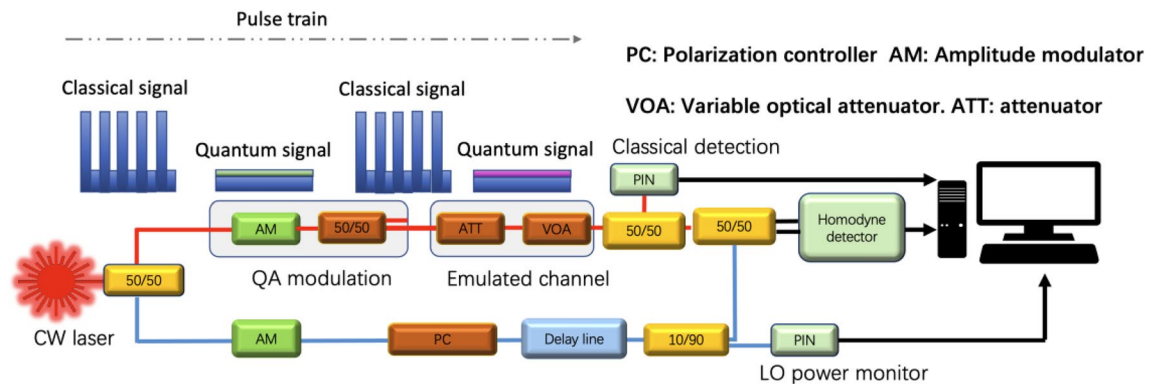 Pulse train
PC: Polarization controller AM: Amplitude modulator
Classical signal
Classical signal
VOA: Variable optical attenuator. ATT: attenuator
Quantum signal
Quantum signal
Classical detection
PIN
AM
50/50
ATT
VOA
50/50
50/50
Homodyne
detector
50/50
QA modulation
Emulated channel
CW laser
AM
PC
Delay line
10/90
PIN
LO power monitor